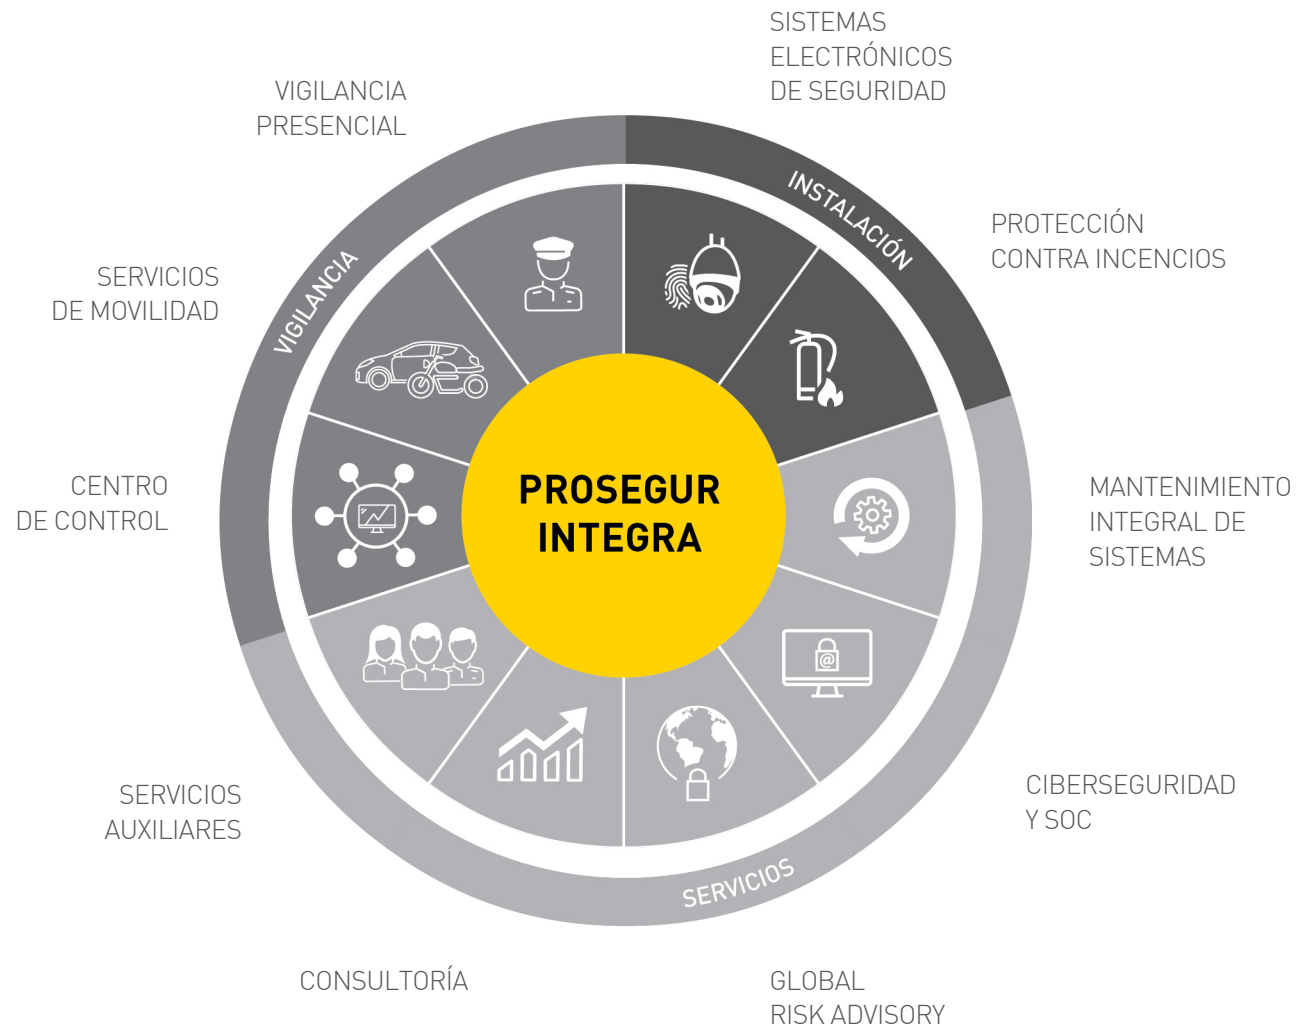 SISTEMAS
ELECTRÓNICOS
DE SEGURIDAD
VIGILANCIA
PRESENCIAL
INSTALACIÓN
PROTECCIÓN
CONTRA INCENCIOS
VIGILANCIA
SERVICIOS
DE MOVILIDAD
CENTRO
DE CONTROL
PROSEGUR
INTEGRA
MANTENIMIENTO
INTEGRAL DE
SISTEMAS
@
SERVICIOS
AUXILIARES
CIBERSEGURIDAD
Y SOC
SERVICIOS
CONSULTORÍA
GLOBAL
RISK ADVISORY